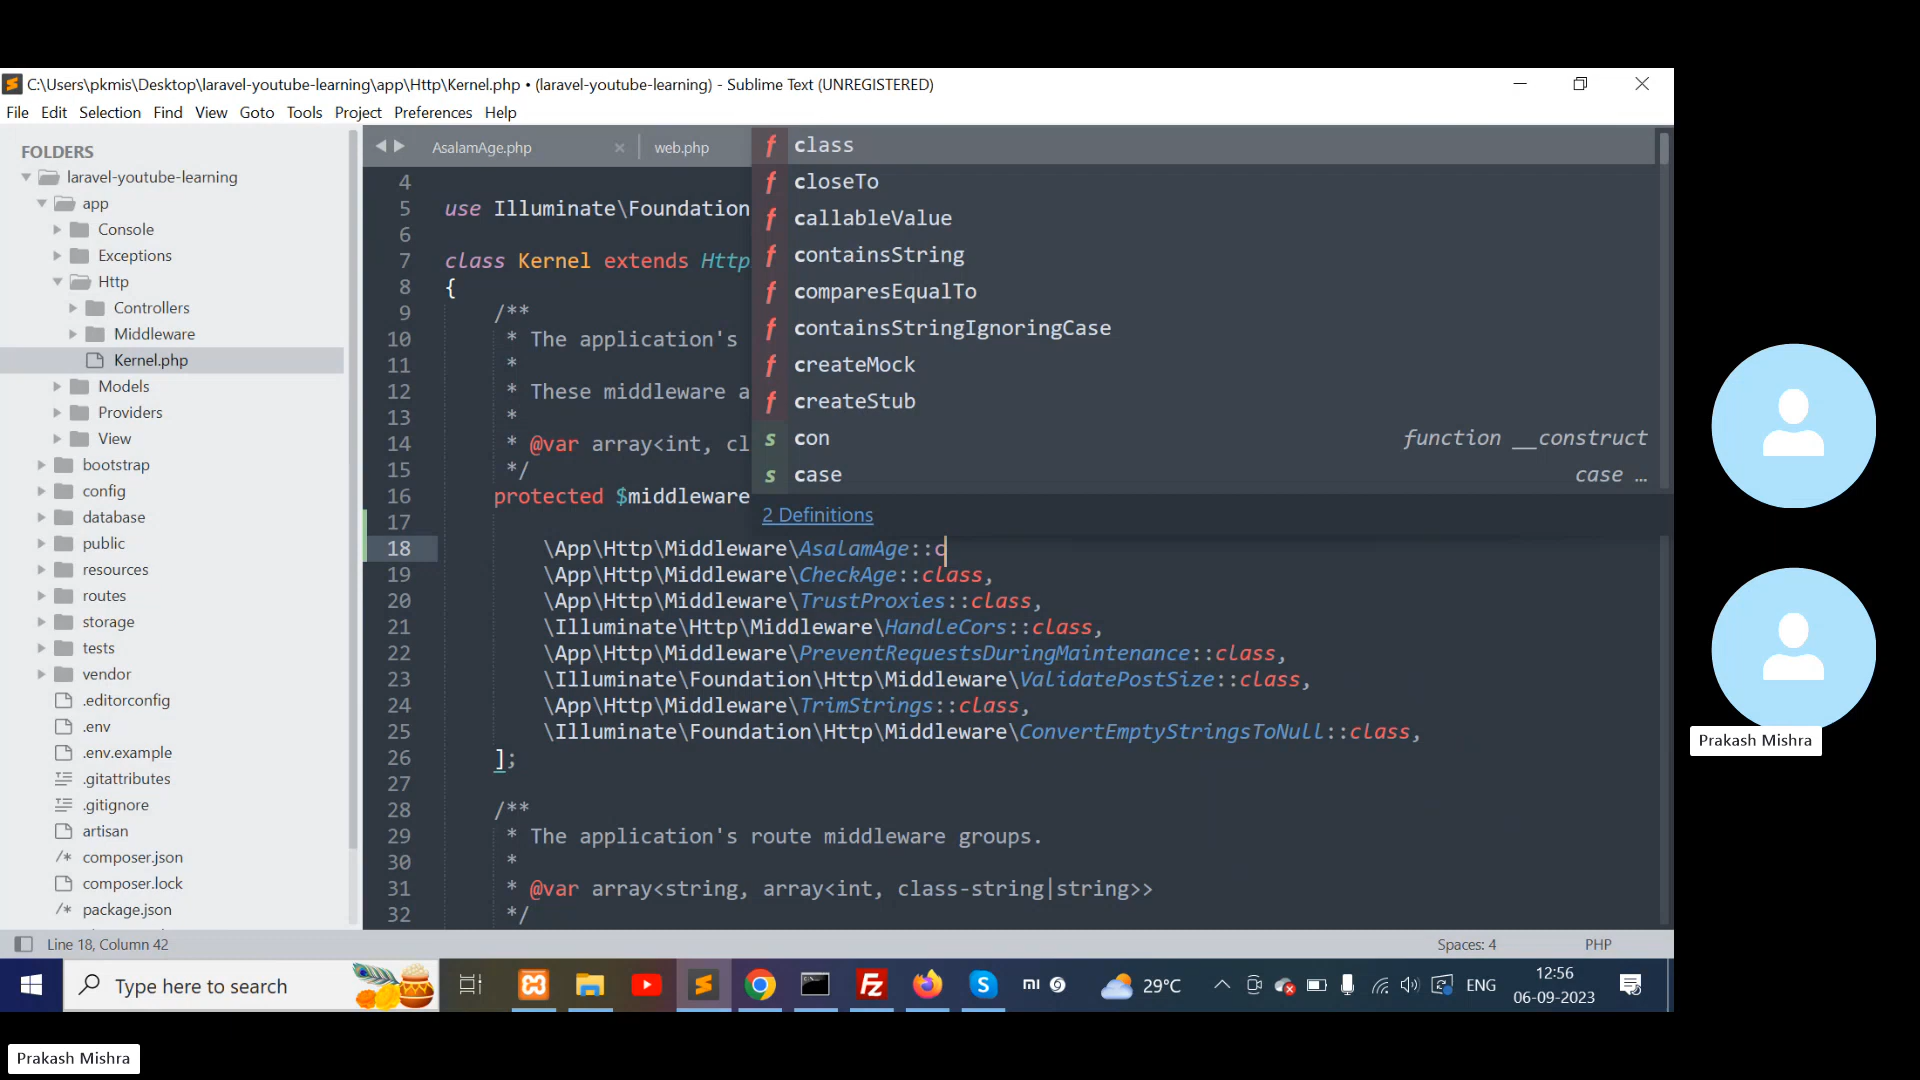 C:\Users\pkmis\Desktop\laravel-youtube-learning\app\Http\Kernel.php • (laravel-youtube-learning) - Sublime Text (UNREGISTERED)
File Edit Selection Find View Goto Tools Project Preferences Help
FOLDERS
laravel-youtube-learning
app
Console
Exceptions
Http
Controllers
Middleware
Kernel.php
Models
Providers
View
bootstrap
config
database
public
resources
routes
storage
tests
vendor
.editorconfig
.env
.env.example
.gitattributes
.gitignore
artisan
/* composer.json
composer.lock
/* package.json
AsalamAge.php × web.php
4
5 use Illuminate\Foundation
6
7 class Kernel extends Http
8 {
9 /**
10 * The application's
11 *
12 * These middleware a
13 *
14 * @var array<int, cl
15 */
16 protected $middleware
17
18 \App\Http\Middleware\AsalamAge::c
19 \App\Http\Middleware\CheckAge::class,
20 \App\Http\Middleware\TrustProxies::class,
21 \Illuminate\Http\Middleware\HandleCors::class,
22 \App\Http\Middleware\PreventRequestsDuringMaintenance::class,
23 \Illuminate\Foundation\Http\Middleware\ValidatePostSize::class,
24 \App\Http\Middleware\TrimStrings::class,
25 \Illuminate\Foundation\Http\Middleware\ConvertEmptyStringsToNull::class,
26 ];
27
28 /**
29 * The application's route middleware groups.
30 *
31 * @var array<string, array<int, class-string|string>>
32 */
f class
f closeTo
f callableValue
f containsString
f comparesEqualTo
f containsStringIgnoringCase
f createMock
f createStub
s con function __construct
s case case …
2 Definitions
Line 18, Column 42 Spaces: 4 PHP
Type here to search
mi
29°C
ENG
12:56
06-09-2023
Prakash Mishra
Prakash Mishra